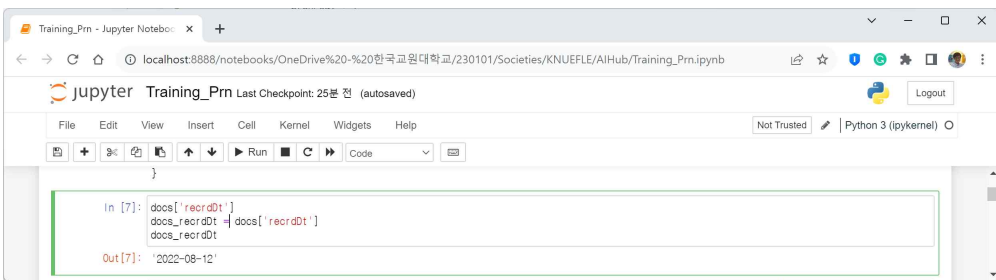 Training_Prn - Jupyter Noteboo
localhost:8888/notebooks/OneDrive%20-%20한국교원대학교/230101/Societies/KNUEFLE/AIHub/Training_Prn.ipynb
jupyter Training_Prn Last Checkpoint: 25분 전 (autosaved)
Logout
File Edit View Insert Cell Kernel Widgets Help
Not Trusted Python 3 (ipykernel)
Run Code
}
In [7]: docs['recrdDt']
docs_recrdDt = docs['recrdDt']
docs_recrdDt
Out[7]: '2022-08-12'